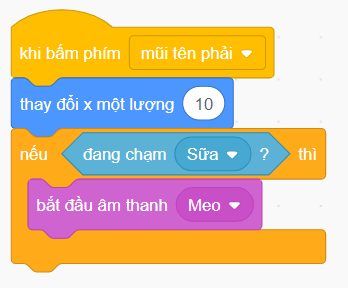 khi bấm phím mũi tên phải
thay đổi x một lượng 10
nếu đang chạm Sữa ? thì
bắt đầu âm thanh Meo